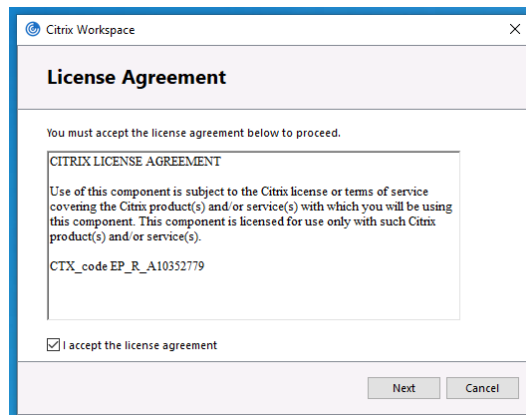 Citrix Workspace
License Agreement
You must accept the license agreement below to proceed.
CITRIX LICENSE AGREEMENT
Use of this component is subject to the Citrix license or terms of service
covering the Citrix product(s) and/or service(s) with which you will be using
this component. This component is licensed for use only with such Citrix
product(s) and/or service(s).
CTX_code EP_R_A10352779
I accept the license agreement
Next Cancel